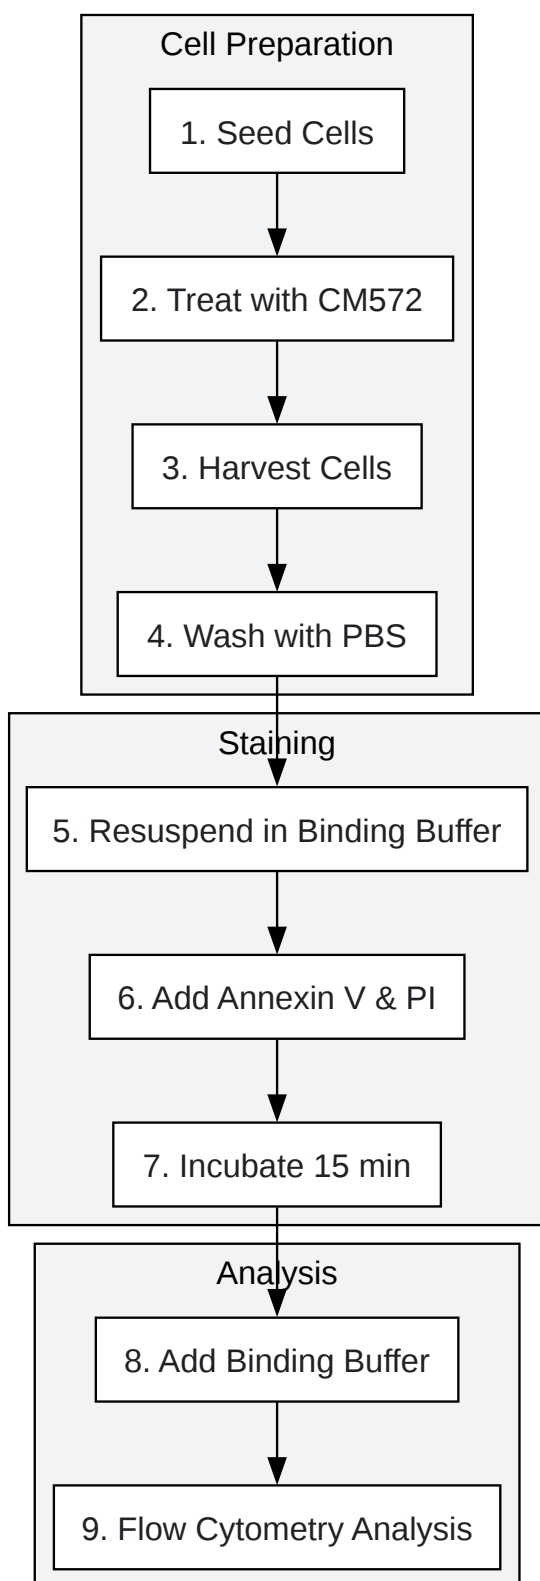 Cell Preparation
1. Seed Cells
2. Treat with CM572
3. Harvest Cells
4. Wash with PBS
Staining
5. Resuspend in Binding Buffer
6. Add Annexin V & PI
7. Incubate 15 min
Analysis
8. Add Binding Buffer
9. Flow Cytometry Analysis